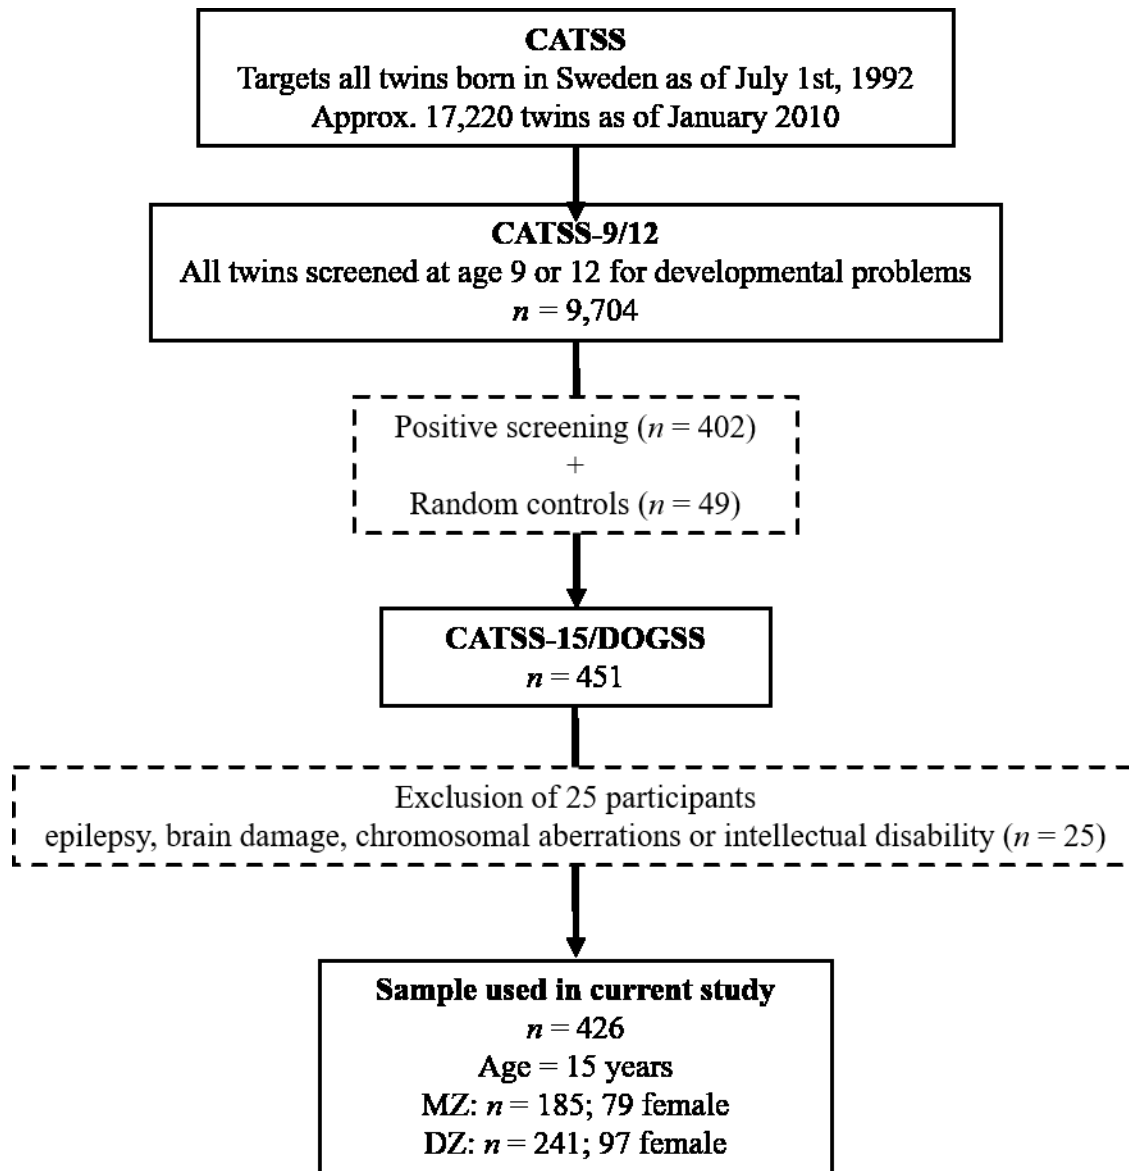 CATSS
Targets all twins born in Sweden as of July 1st, 1992
Approx. 17,220 twins as of January 2010
CATSS-9/12
All twins screened at age 9 or 12 for developmental problems
n = 9,704
Positive screening (n = 402)
+
Random controls (n = 49)
CATSS-15/DOGSS
n = 451
Exclusion of 25 participants
epilepsy, brain damage, chromosomal aberrations or intellectual disability (n = 25)
Sample used in current study
n = 426
Age = 15 years
MZ: n = 185; 79 female
DZ: n = 241; 97 female